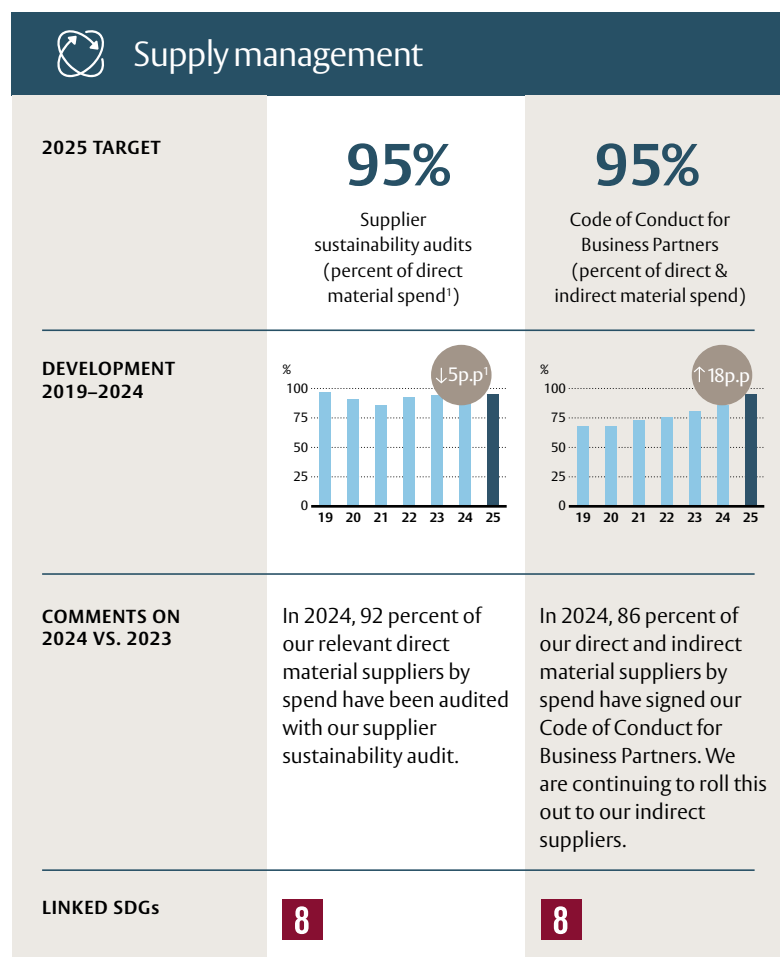 Supply management
2025 TARGET
95%
Supplier
sustainability audits
(percent of direct
material spend¹)
95%
Code of Conduct for
Business Partners
(percent of direct &
indirect material spend)
DEVELOPMENT
2019–2024
%
↓5p.p¹
100
75
50
25
0
19 20 21 22 23 24 25
%
↑18p.p
100
75
50
25
0
19 20 21 22 23 24 25
COMMENTS ON
2024 VS. 2023
In 2024, 92 percent of
our relevant direct
material suppliers by
spend have been audited
with our supplier
sustainability audit.
In 2024, 86 percent of
our direct and indirect
material suppliers by
spend have signed our
Code of Conduct for
Business Partners. We
are continuing to roll this
out to our indirect
suppliers.
LINKED SDGs
8
8